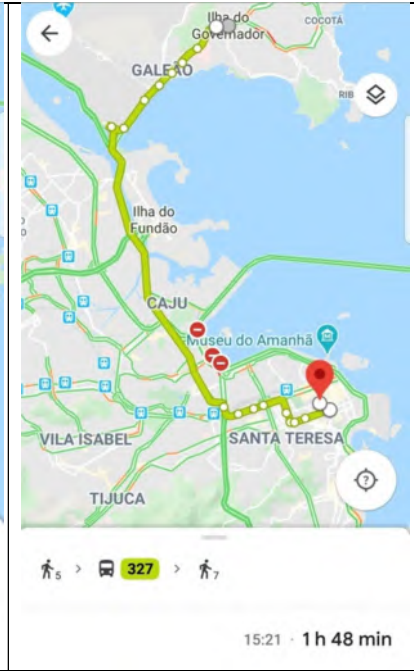 Ilha do
Governador
COCOTÁ
GALEÃO
RIB
Ilha do
Fundão
CAJU
Museu do Amanhã
VILA ISABEL
SANTA TERESA
TIJUCA
5 > 327 > 7
15:21 · 1 h 48 min